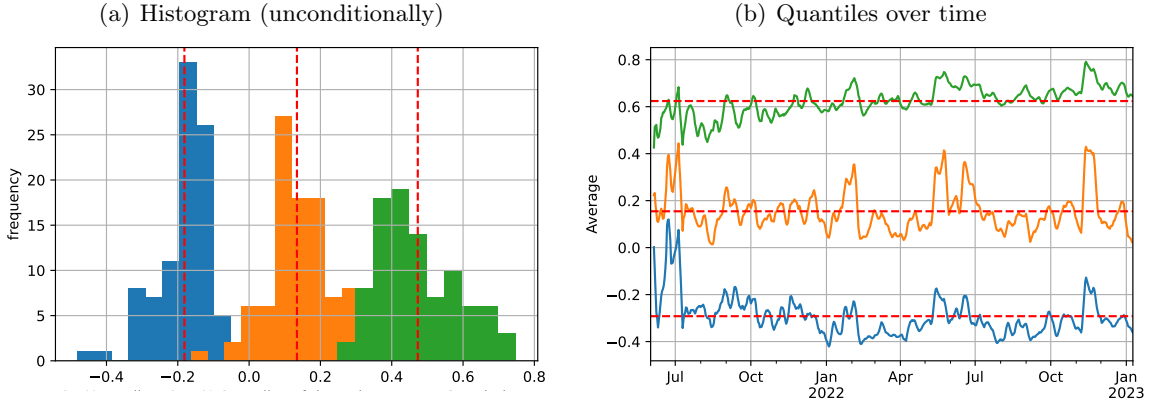 (a) Histogram (unconditionally)
frequency
30
25
20
15
10
5
0
−0.4
−0.2
0.0
0.2
0.4
0.6
0.8
(b) Quantiles over time
Average
0.8
0.6
0.4
0.2
0.0
−0.2
−0.4
Jul
Oct
Jan
2022
Apr
Jul
Oct
Jan
2023